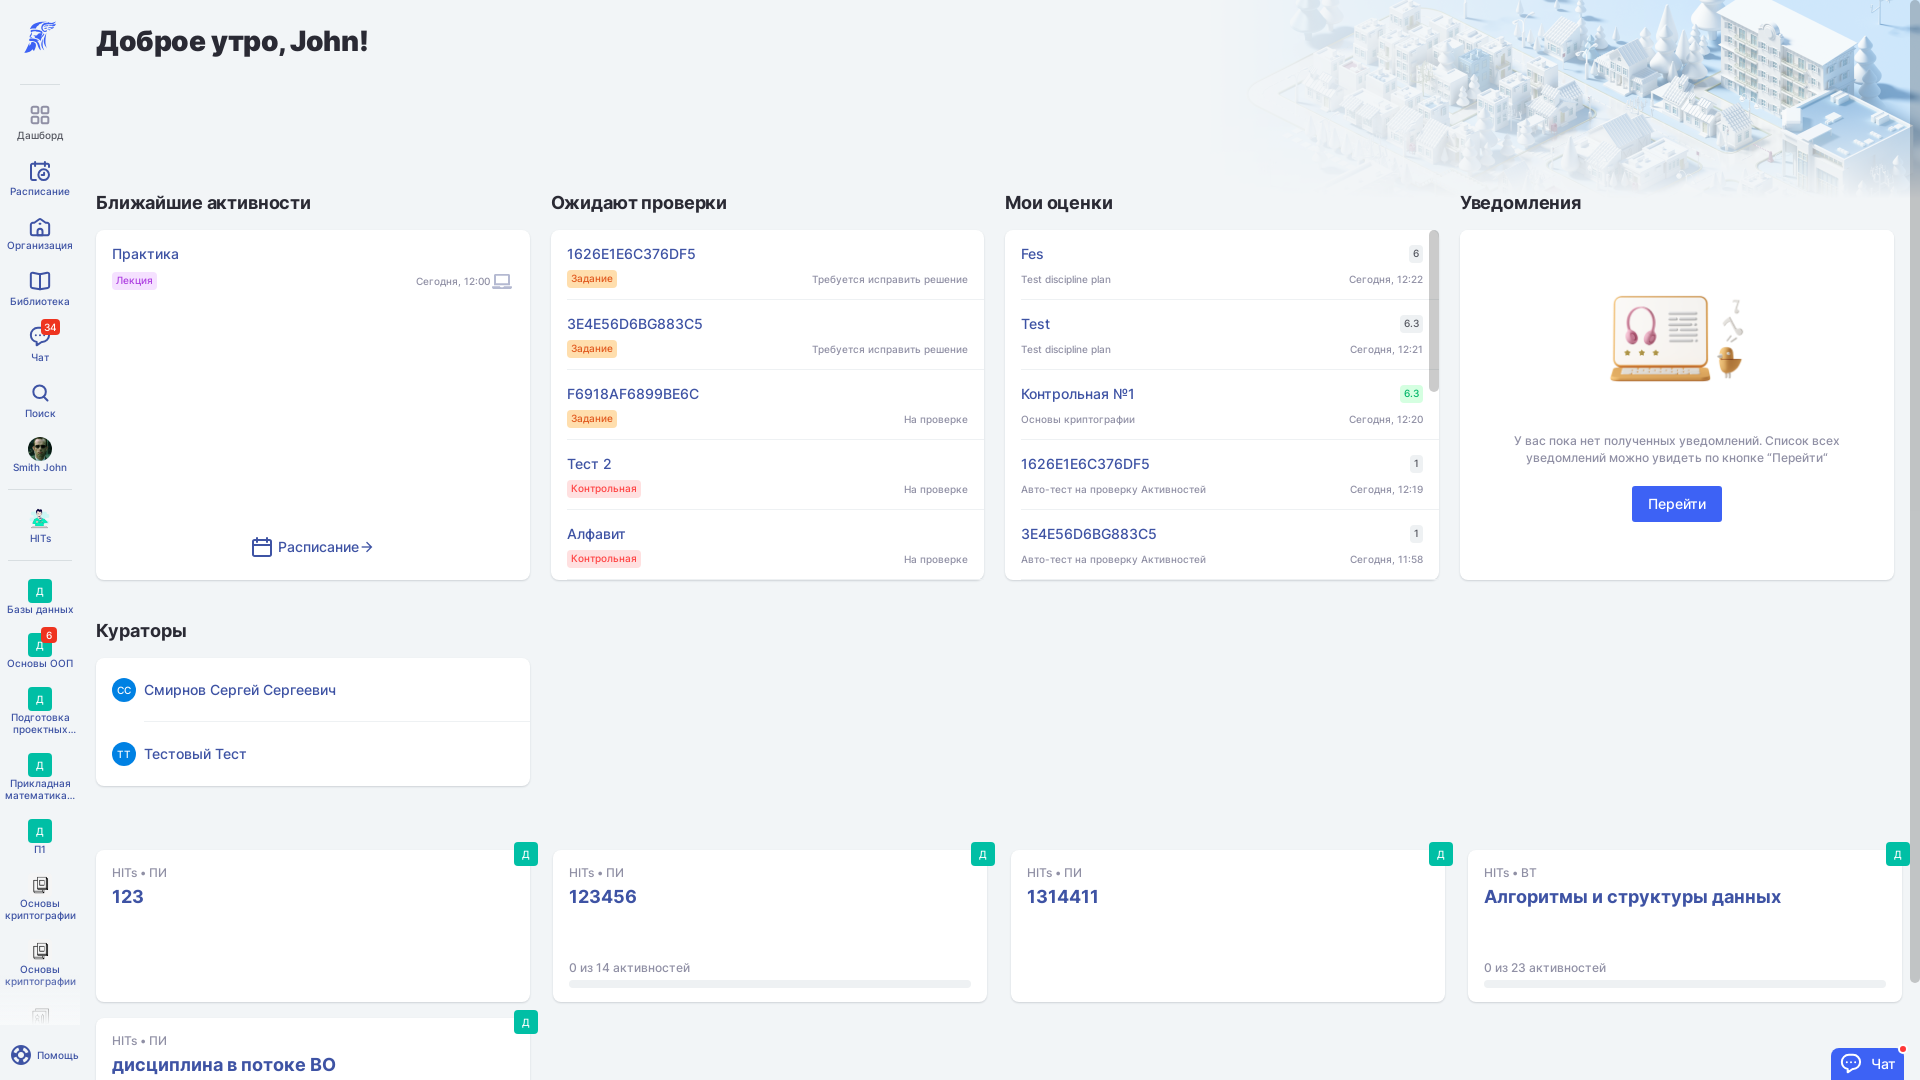 Доброе утро, John!
Дашборд
Расписание
Организация
Библиотека
34
Чат
Поиск
Smith John
HITs
Д
Базы данных
6
Д
Основы ООП
Д
Подготовка
проектных...
Д
Прикладная
математика...
Д
П1
Основы
криптографии
Основы
криптографии
Помощь
Ближайшие активности
Практика
Лекция
Сегодня, 12:00
Расписание
Ожидают проверки
1626E1E6C376DF5
Задание
Требуется исправить решение
3E4E56D6BG883C5
Задание
Требуется исправить решение
F6918AF6899BE6C
Задание
На проверке
Тест 2
Контрольная
На проверке
Алфавит
Контрольная
На проверке
Мои оценки
Fes
6
Test discipline plan
Сегодня, 12:22
Test
6.3
Test discipline plan
Сегодня, 12:21
Контрольная №1
6.3
Основы криптографии
Сегодня, 12:20
1626E1E6C376DF5
1
Авто-тест на проверку Активностей
Сегодня, 12:19
3E4E56D6BG883C5
1
Авто-тест на проверку Активностей
Сегодня, 11:58
Уведомления
У вас пока нет полученных уведомлений. Список всех
уведомлений можно увидеть по кнопке “Перейти”
Перейти
Кураторы
СС
Смирнов Сергей Сергеевич
ТТ
Тестовый Тест
Д
HITs • ПИ
123
Д
HITs • ПИ
123456
0 из 14 активностей
Д
HITs • ПИ
1314411
Д
HITs • ВТ
Алгоритмы и структуры данных
0 из 23 активностей
Д
HITs • ПИ
дисциплина в потоке ВО
Чат